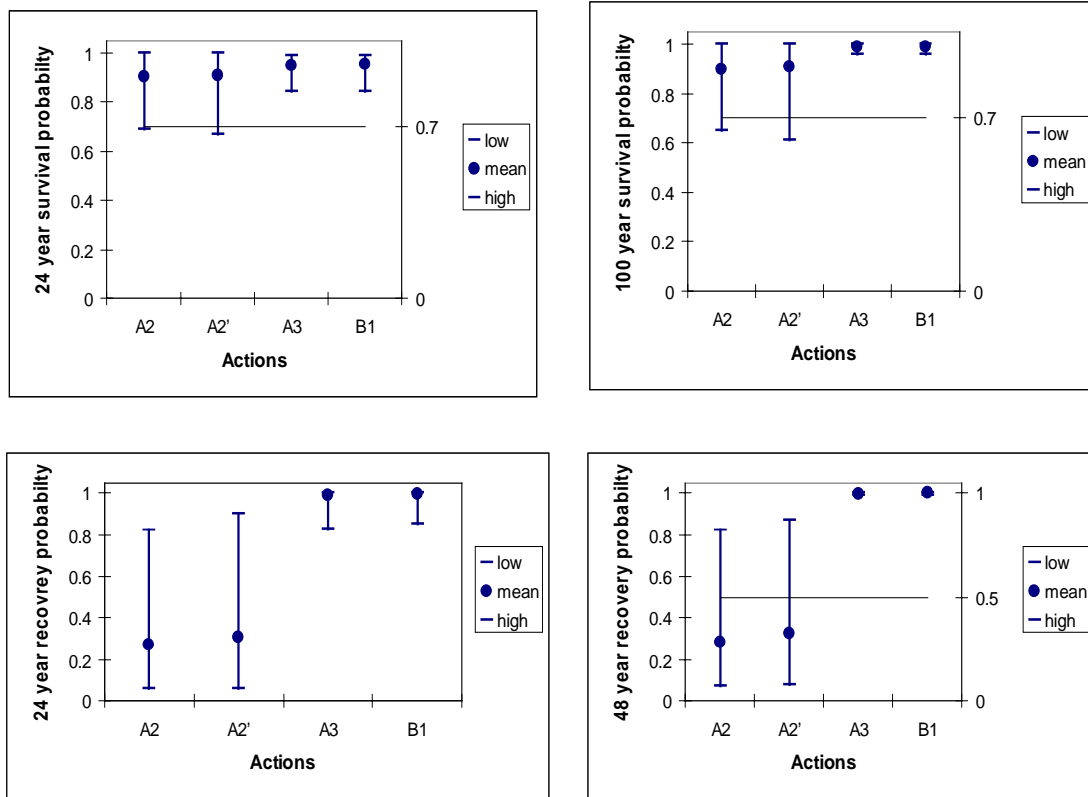 24 year survival probabilty
1
0.8
0.6
0.4
0.2
0
A2
A2'
A3
B1
Actions
0.7
0
low
mean
high
100 year survival probabilty
1
0.8
0.6
0.4
0.2
0
A2
A2'
A3
B1
Actions
0.7
0
low
mean
high
24 year recovrey probabilty
1
0.8
0.6
0.4
0.2
0
A2
A2'
A3
B1
Actions
low
mean
high
48 year recovery probabilty
1
0.8
0.6
0.4
0.2
0
A2
A2'
A3
B1
Actions
1
0.5
0
low
mean
high